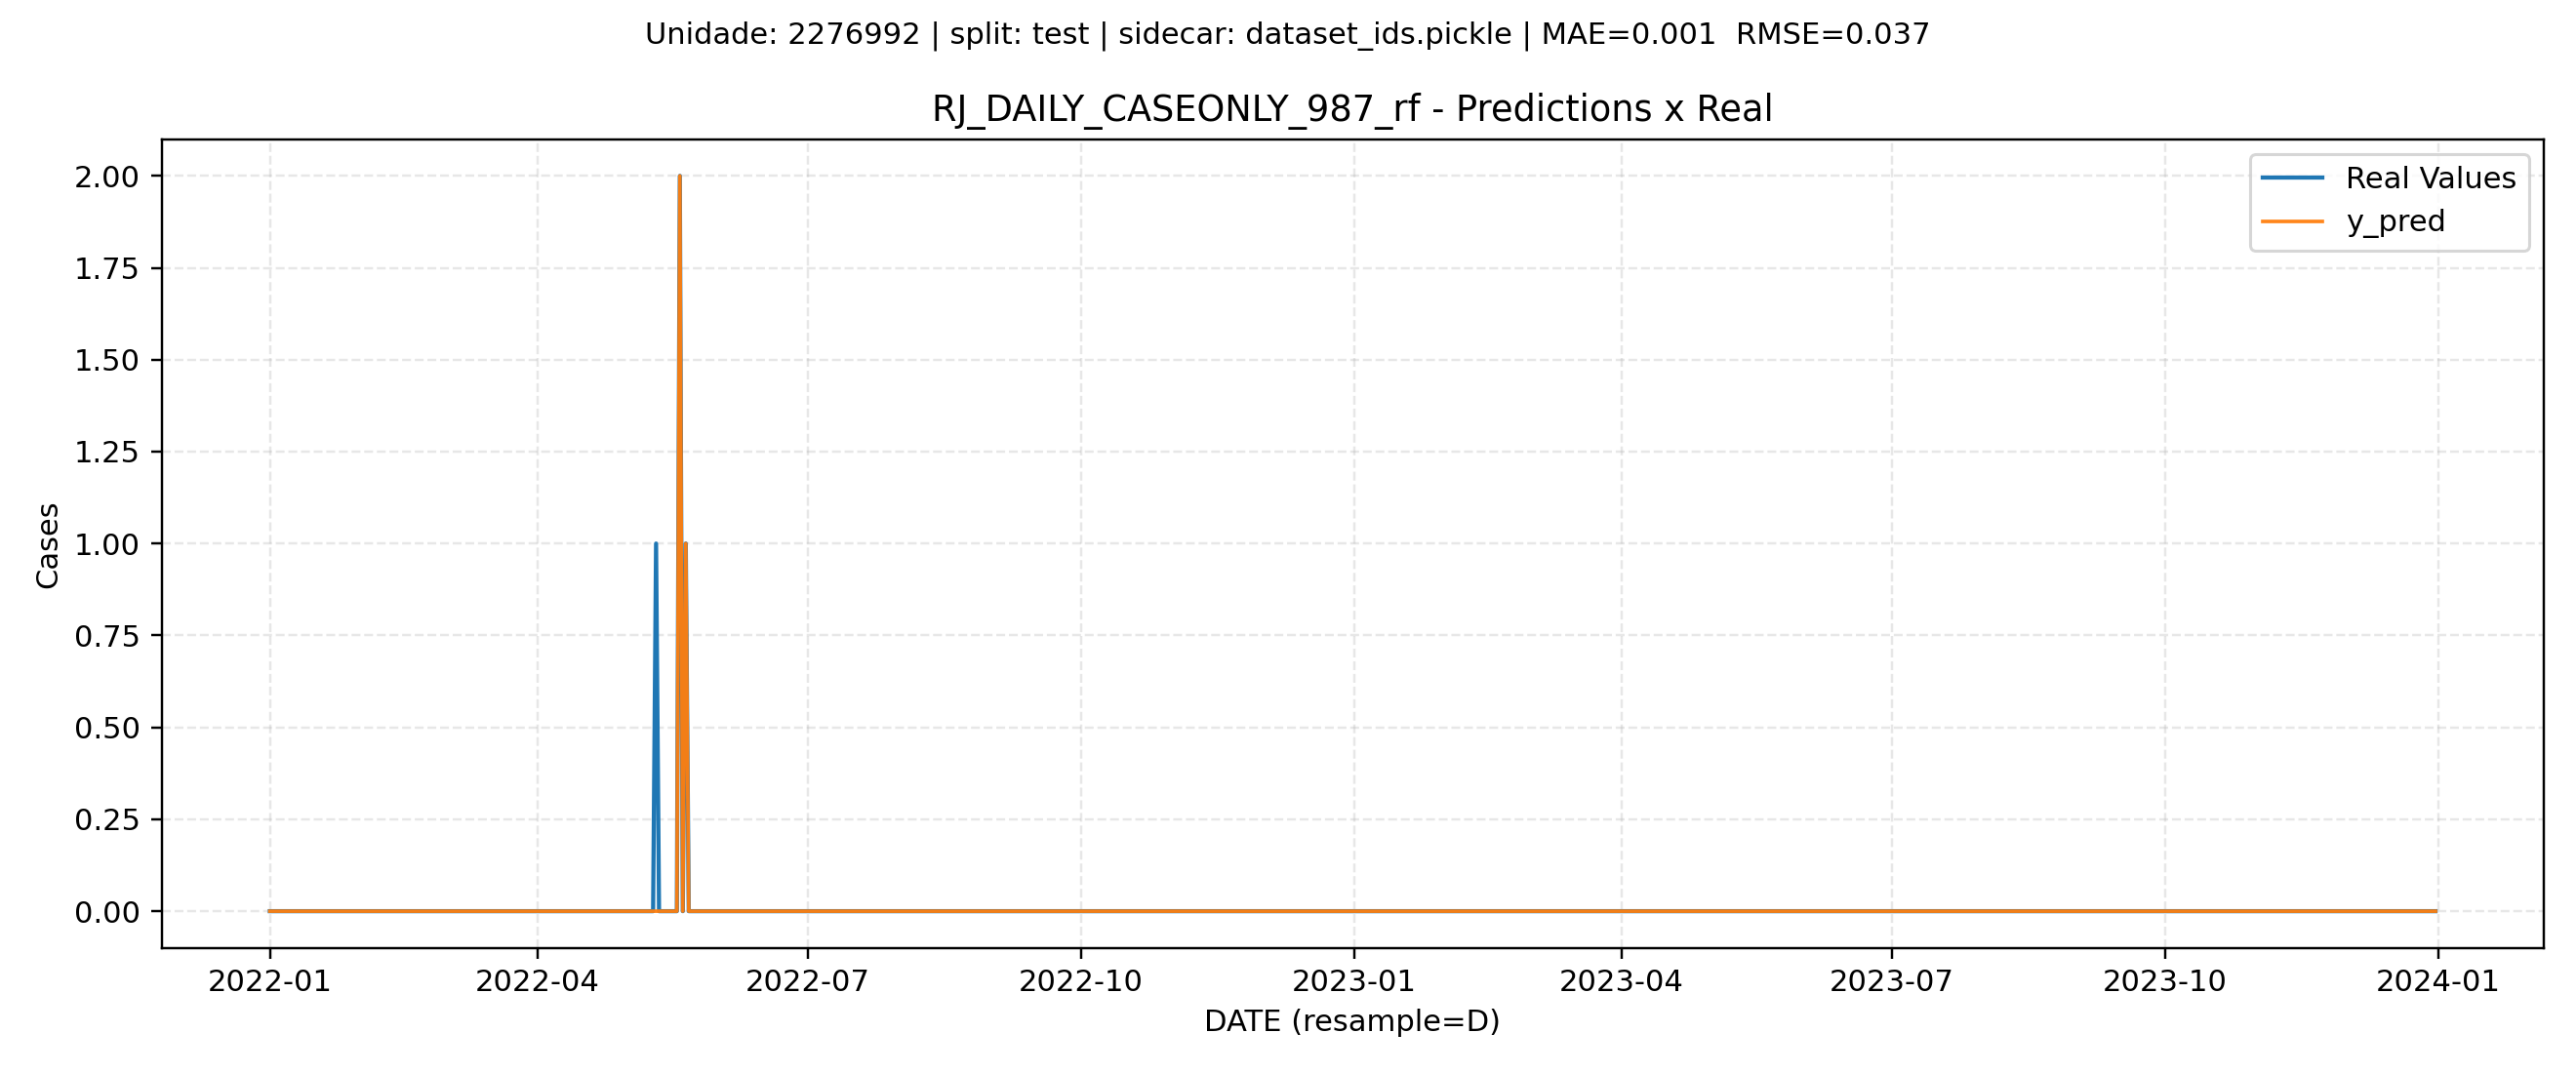 Unidade: 2276992 | split: test | sidecar: dataset_ids.pickle | MAE=0.001  RMSE=0.037
RJ_DAILY_CASEONLY_987_rf - Predictions x Real
Real Values
y_pred
2.00
1.75
1.50
1.25
1.00
0.75
0.50
0.25
0.00
Cases
2022-01 2022-04 2022-07 2022-10 2023-01 2023-04 2023-07 2023-10 2024-01
DATE (resample=D)